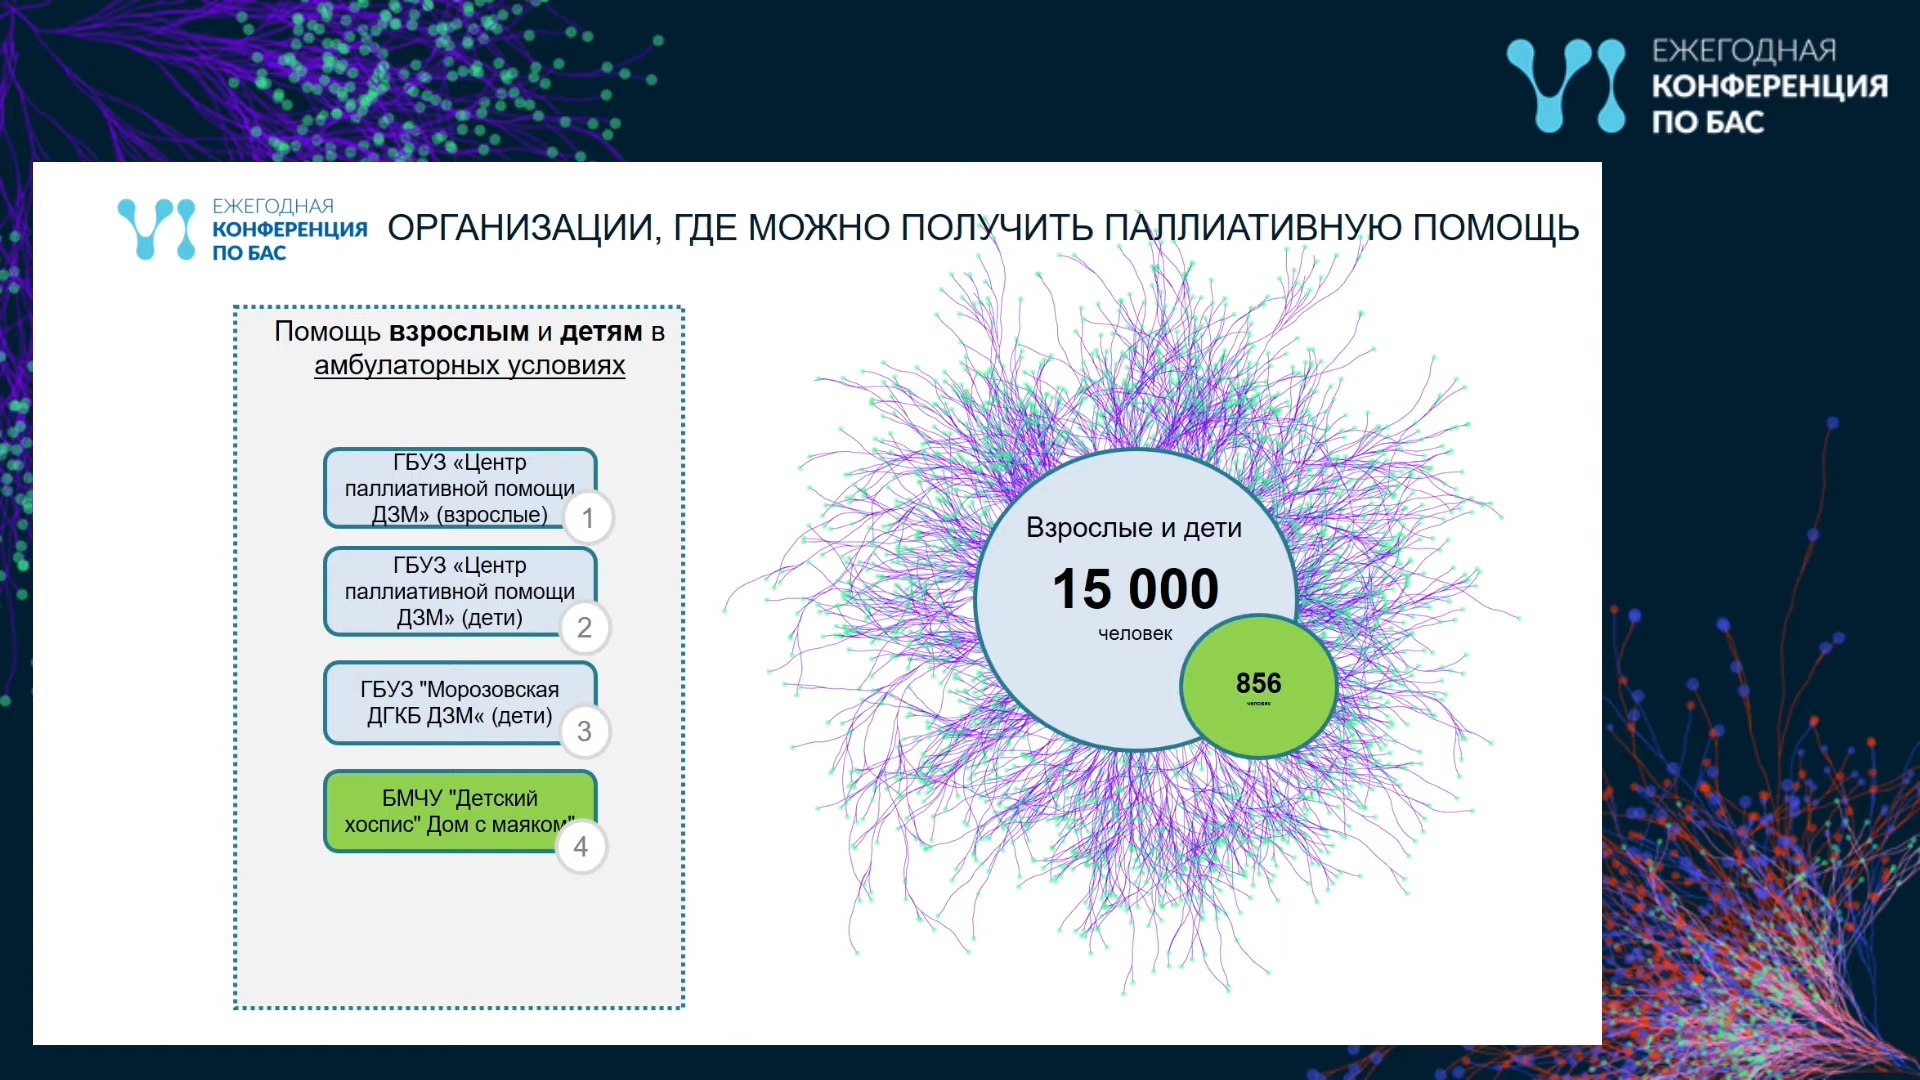 ЕЖЕГОДНАЯ
КОНФЕРЕНЦИЯ
ПО БАС
ЕЖЕГОДНАЯ
КОНФЕРЕНЦИЯ
ПО БАС
ОРГАНИЗАЦИИ, ГДЕ МОЖНО ПОЛУЧИТЬ ПАЛЛИАТИВНУЮ ПОМОЩЬ
Помощь взрослым и детям в
амбулаторных условиях
ГБУЗ «Центр
паллиативной помощи
ДЗМ» (взрослые)
1
ГБУЗ «Центр
паллиативной помощи
ДЗМ» (дети)
2
ГБУЗ "Морозовская
ДГКБ ДЗМ« (дети)
3
БМЧУ "Детский
хоспис" Дом с маяком"
4
Взрослые и дети
15 000
человек
856
человек